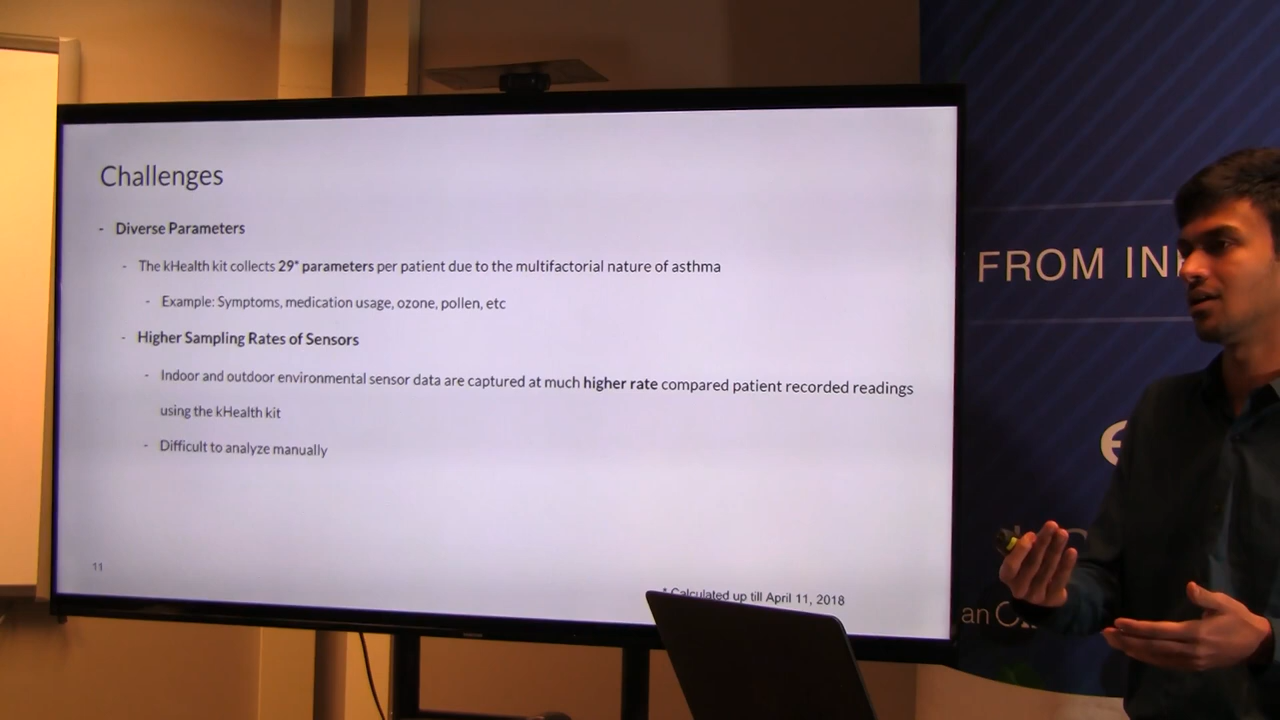 Challenges
- Diverse Parameters
- The kHealth kit collects 29* parameters per patient due to the multifactorial nature of asthma
- Example: Symptoms, medication usage, ozone, pollen, etc
- Higher Sampling Rates of Sensors
- Indoor and outdoor environmental sensor data are captured at much higher rate compared patient recorded readings
using the kHealth kit
- Difficult to analyze manually
11
* Calculated up till April 11, 2018
FROM
an